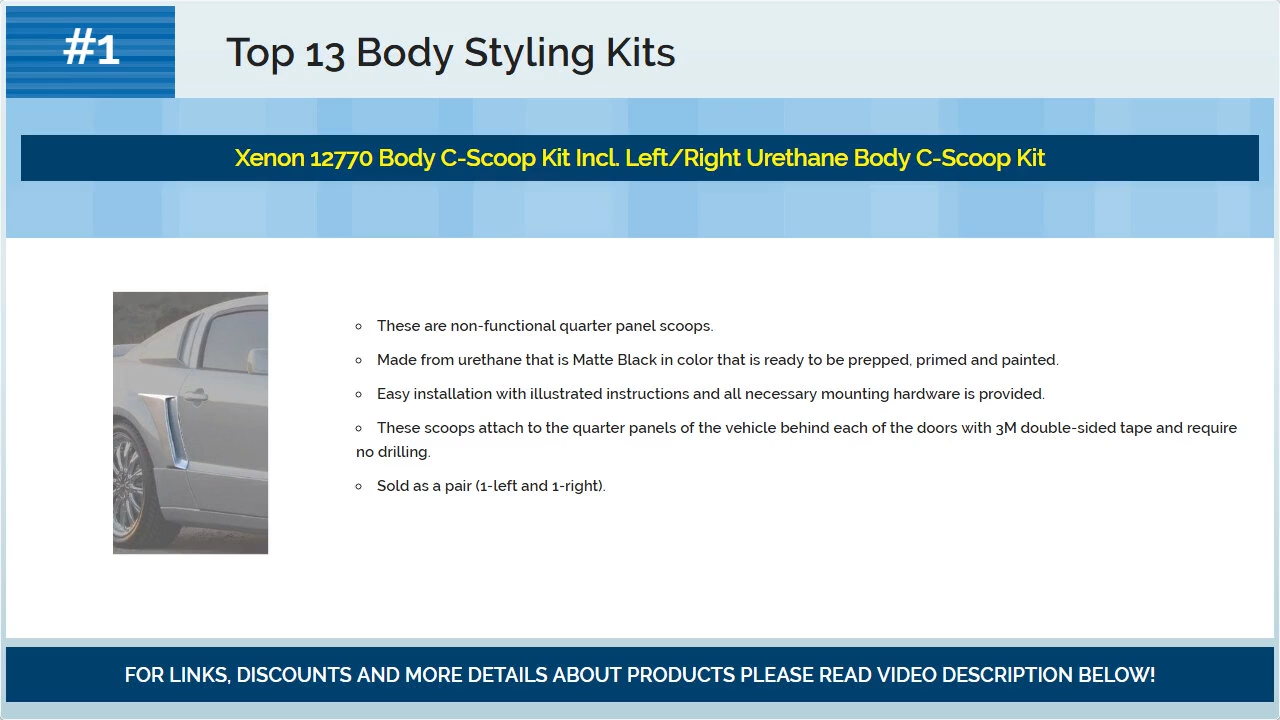 #1
Top 13 Body Styling Kits
Xenon 12770 Body C-Scoop Kit Incl. Left/Right Urethane Body C-Scoop Kit
These are non-functional quarter panel scoops.
Made from urethane that is Matte Black in color that is ready to be prepped, primed and painted.
Easy installation with illustrated instructions and all necessary mounting hardware is provided.
These scoops attach to the quarter panels of the vehicle behind each of the doors with 3M double-sided tape and require
no drilling.
Sold as a pair (1-left and 1-right).
FOR LINKS, DISCOUNTS AND MORE DETAILS ABOUT PRODUCTS PLEASE READ VIDEO DESCRIPTION BELOW!